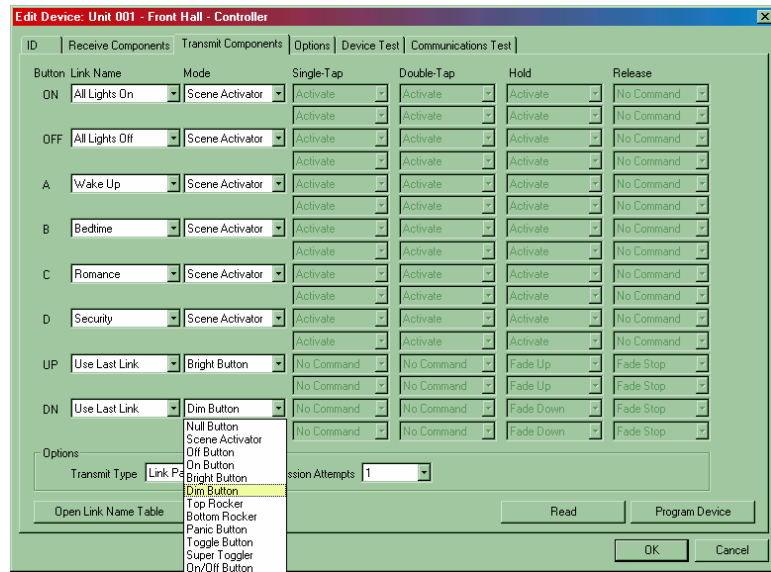 Edit Device: Unit 001 - Front Hall - Controller
ID Receive Components Transmit Components Options Device Test Communications Test
Button Link Name Mode Single-Tap Double-Tap Hold Release
ON All Lights On Scene Activator Activate Activate Activate No Command
Activate Activate Activate No Command
OFF All Lights Off Scene Activator Activate Activate Activate No Command
Activate Activate Activate No Command
A Wake Up Scene Activator Activate Activate Activate No Command
Activate Activate Activate No Command
B Bedtime Scene Activator Activate Activate Activate No Command
Activate Activate Activate No Command
C Romance Scene Activator Activate Activate Activate No Command
Activate Activate Activate No Command
D Security Scene Activator Activate Activate Activate No Command
Activate Activate Activate No Command
UP Use Last Link Bright Button No Command No Command Fade Up Fade Stop
No Command No Command Fade Up Fade Stop
DN Use Last Link Dim Button No Command No Command Fade Down Fade Stop
No Command No Command Fade Down Fade Stop
Null Button
Scene Activator
Off Button
On Button
Bright Button
Dim Button
Top Rocker
Bottom Rocker
Panic Button
Toggle Button
Super Toggler
On/Off Button
Options
Transmit Type Link Pa ssion Attempts 1
Open Link Name Table Read Program Device
OK Cancel